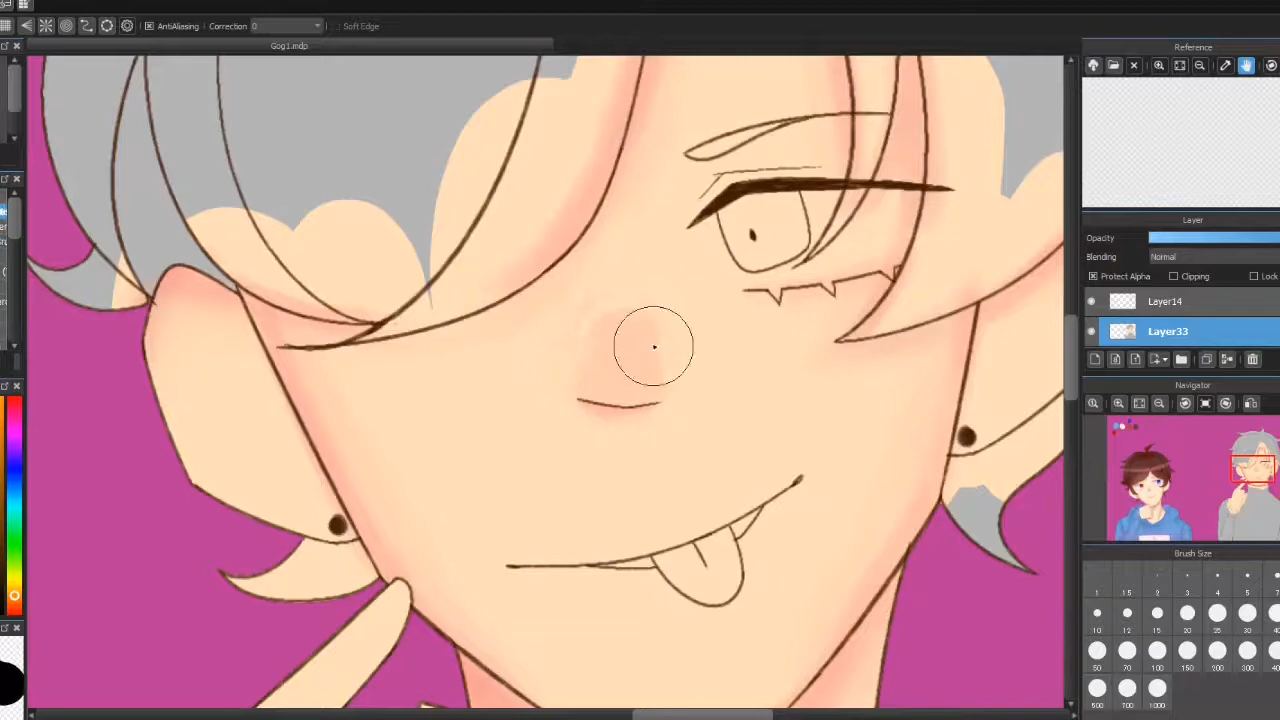 AntiAliasing Correction 0 Soft Edge
Gog1.mdp
Reference
Layer
Opacity
Blending Normal
Protect Alpha Clipping Lock
Layer14
Layer33
Navigator
Brush Size
1 1.5 2 3 4 5 7
10 12 15 20 25 30
50 70 100 150 200 300
500 700 1000